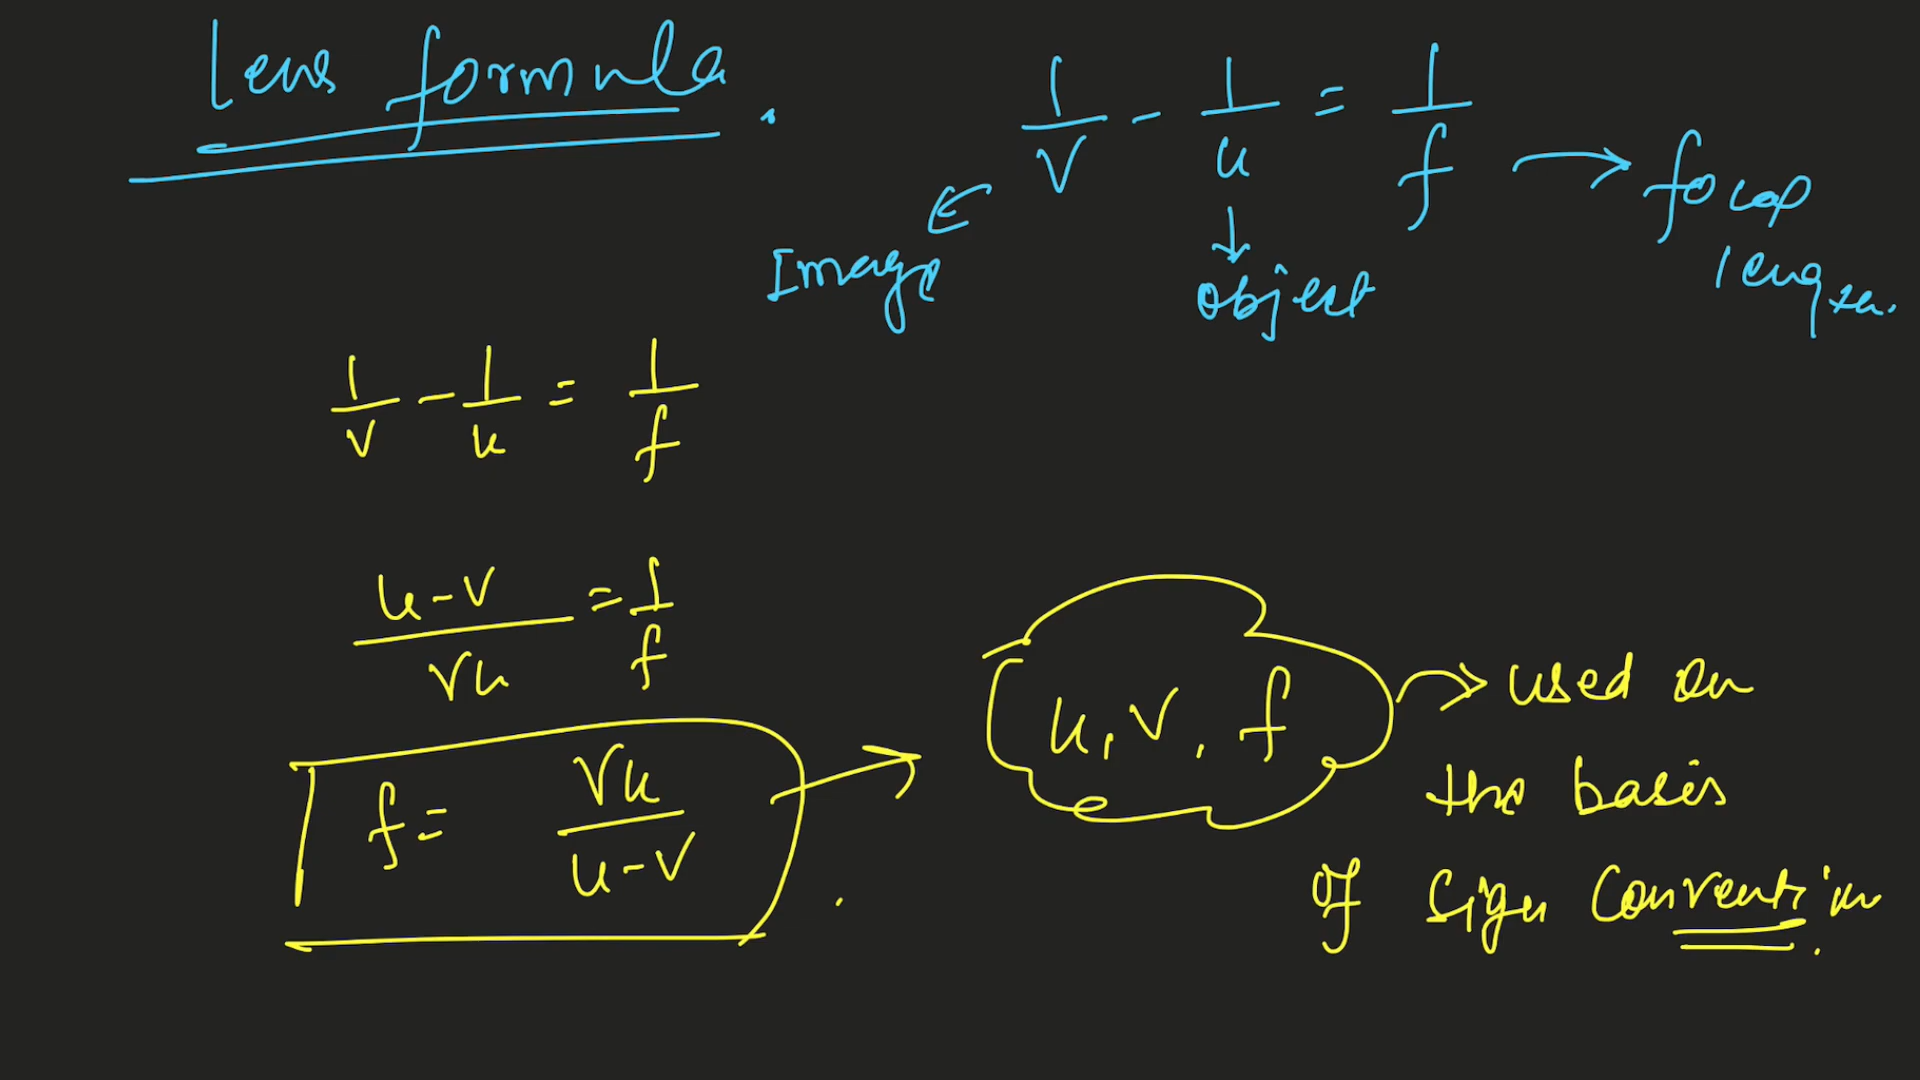 Lens formula.
1/v - 1/u = 1/f → focal length.
Image
object
1/v - 1/u = 1/f
u-v/vu = 1/f
f = vu/u-v
u, v, f → used on
the basis
of sign convention.